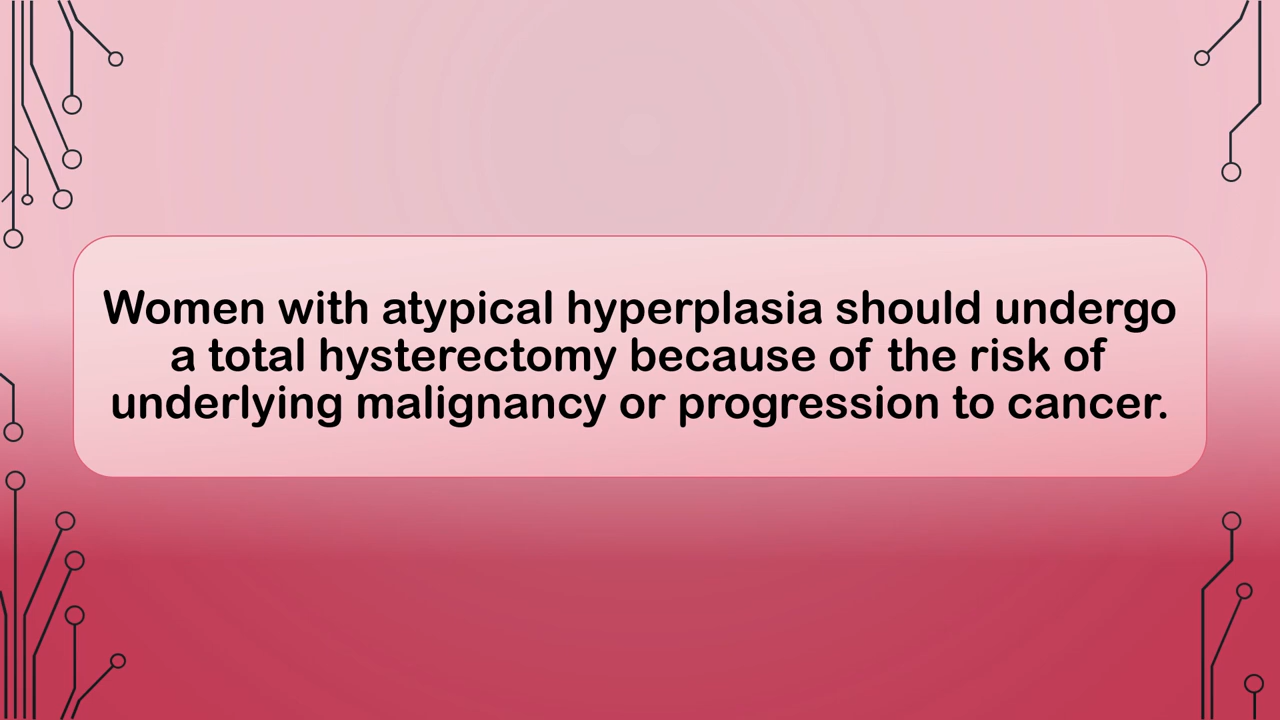 Women with atypical hyperplasia should undergo
a total hysterectomy because of the risk of
underlying malignancy or progression to cancer.